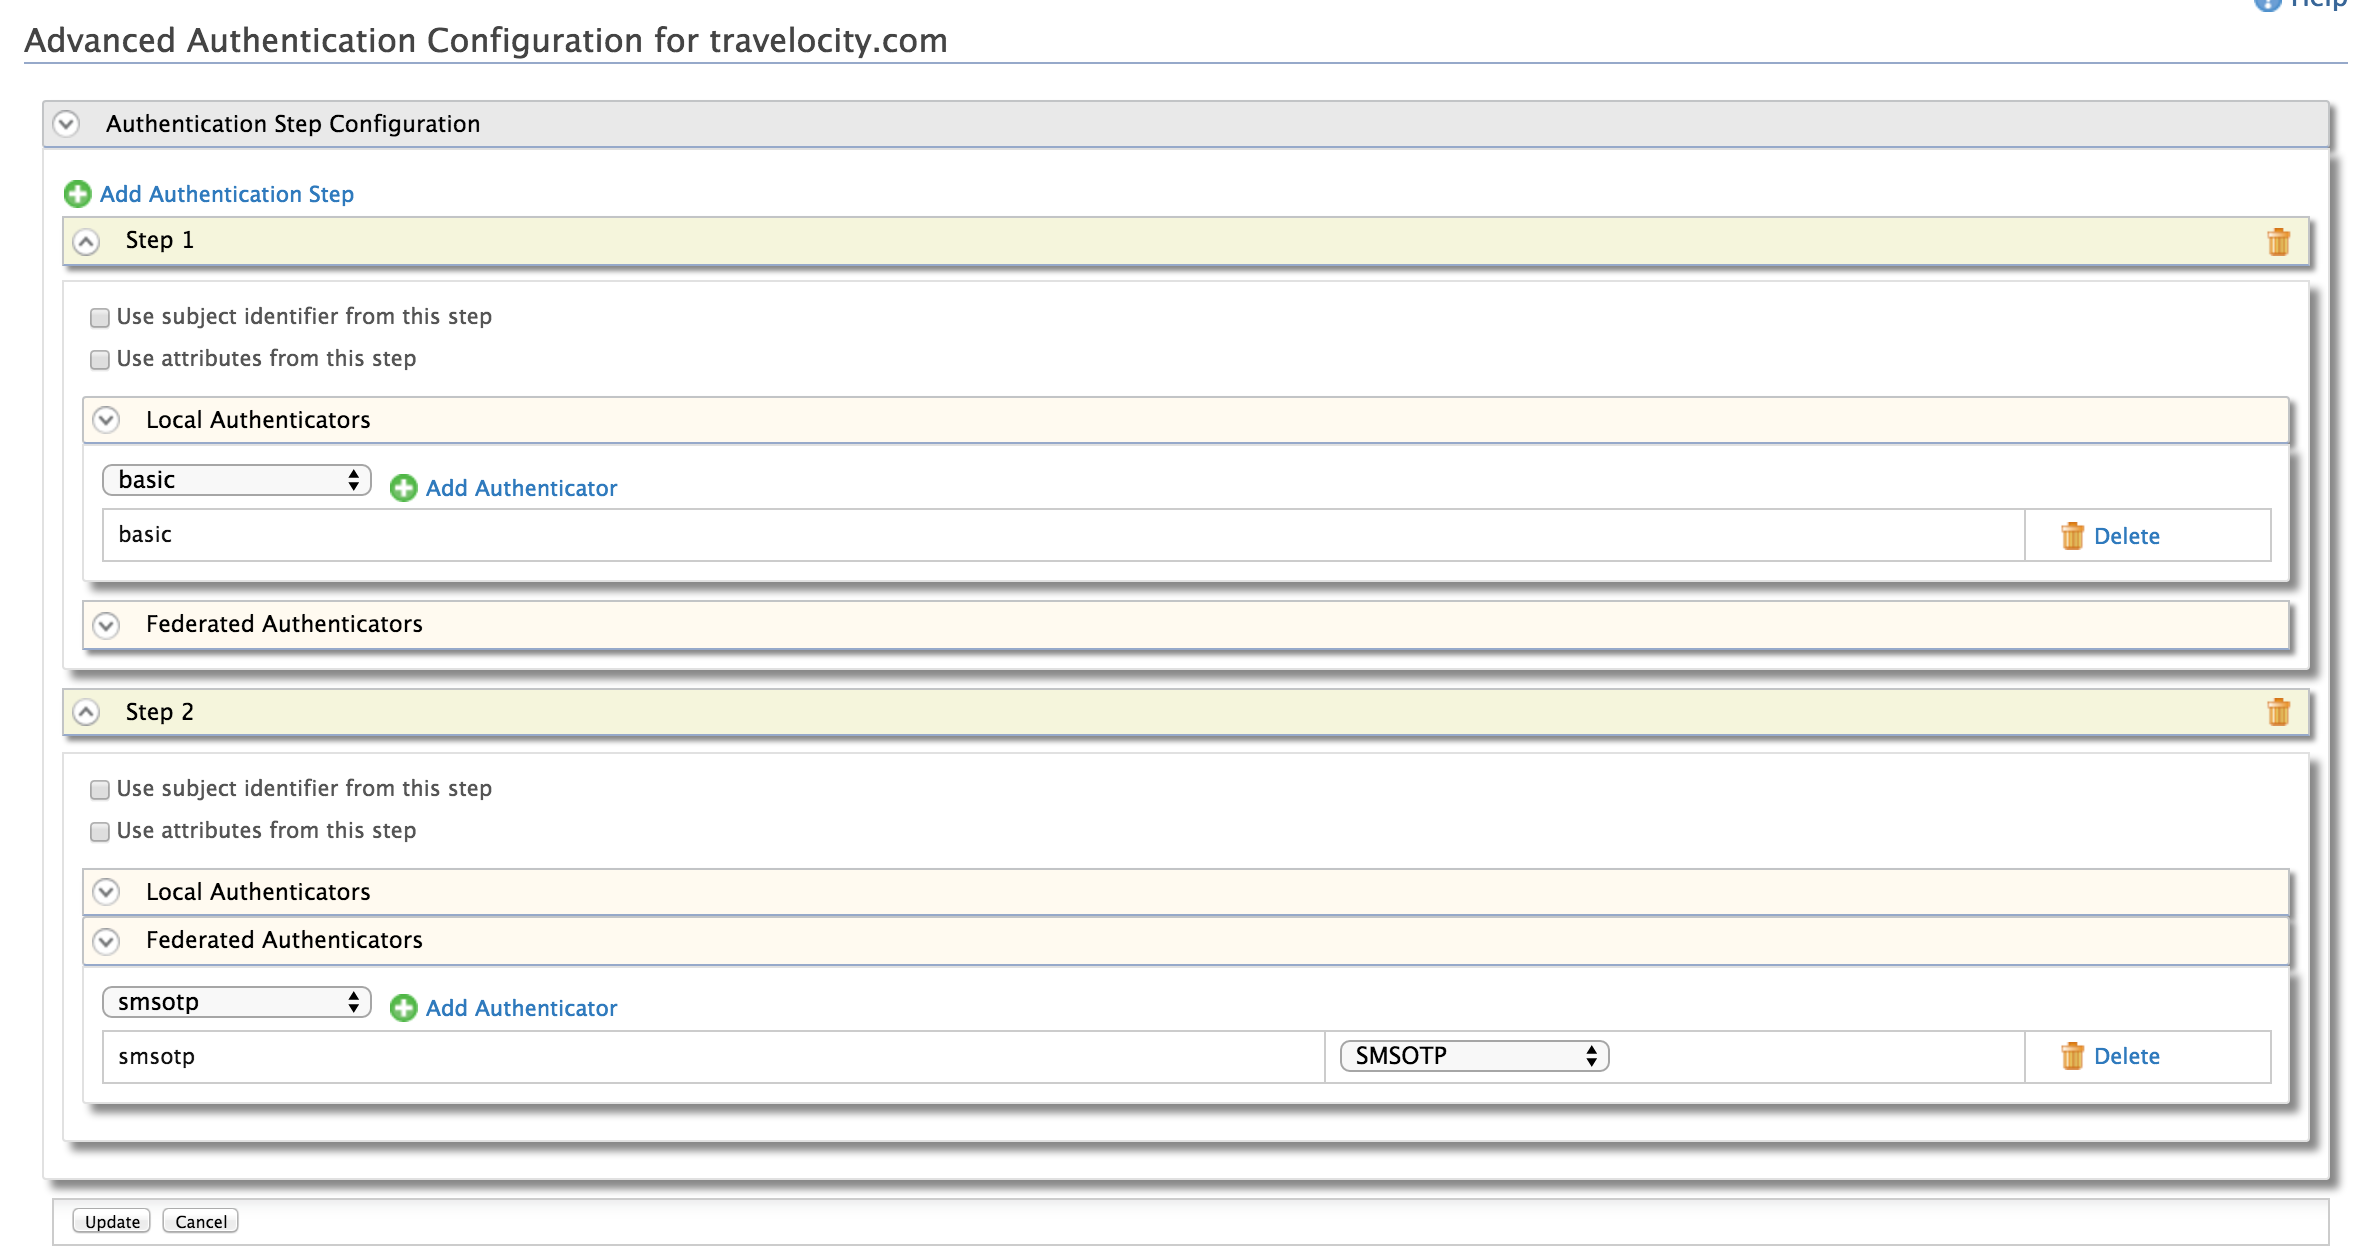 Help
Advanced Authentication Configuration for travelocity.com
Authentication Step Configuration
Add Authentication Step
Step 1
Use subject identifier from this step
Use attributes from this step
Local Authenticators
basic Add Authenticator
basic Delete
Federated Authenticators
Step 2
Use subject identifier from this step
Use attributes from this step
Local Authenticators
Federated Authenticators
smsotp Add Authenticator
smsotp SMSOTP Delete
Update Cancel